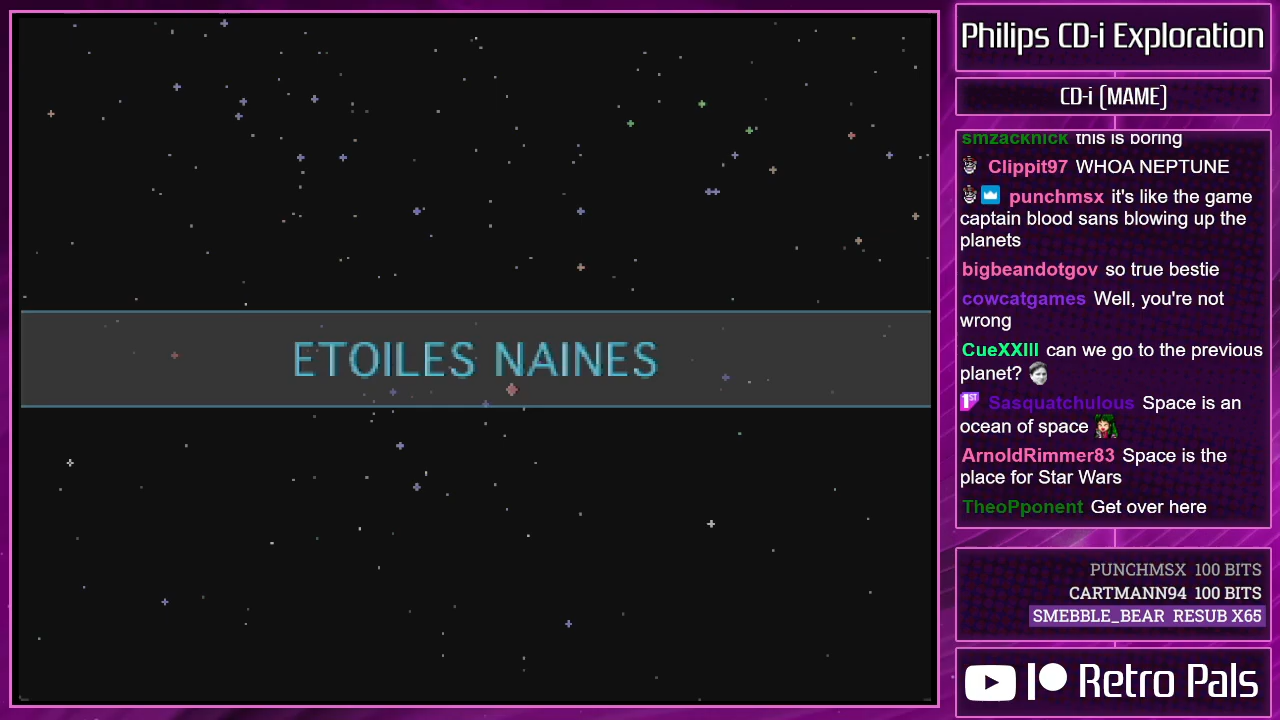 ETOILES NAINES
Philips CD-i Exploration
CD-i [MAME]
smzacknick this is boring
Clippit97 WHOA NEPTUNE
punchmsx it's like the game
captain blood sans blowing up the
planets
bigbeandotgov so true bestie
cowcatgames Well, you're not
wrong
CueXXIII can we go to the previous
planet?
1ST Sasquatchulous Space is an
ocean of space
ArnoldRimmer83 Space is the
place for Star Wars
TheoPponent Get over here
PUNCHMSX 100 BITS
CARTMANN94 100 BITS
SMEBBLE_BEAR RESUB X65
Retro Pals